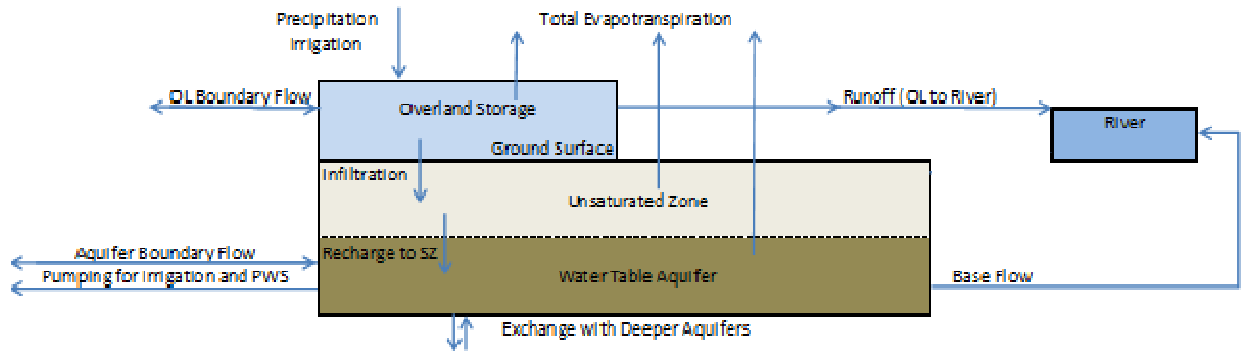 Precipitation
Irrigation
Total Evapotranspiration
OL Boundary Flow
Overland Storage
Runoff (OL to River)
River
Ground Surface
Infiltration
Unsaturated Zone
Aquifer Boundary Flow
Recharge to SZ
Pumping for Irrigation and PWS
Water Table Aquifer
Base Flow
Exchange with Deeper Aquifers